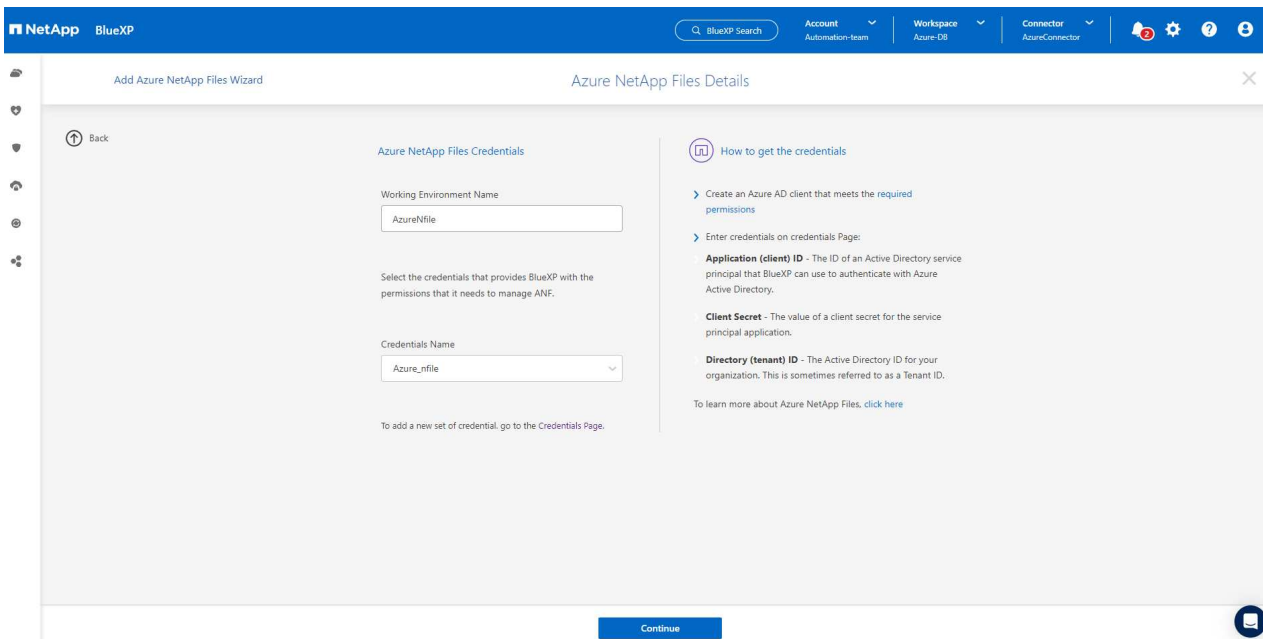 NetApp BlueXP
BlueXP Search
Account
Automation-team
Workspace
Azure-DB
Connector
AzureConnector
2
Add Azure NetApp Files Wizard
Azure NetApp Files Details
Back
Azure NetApp Files Credentials
Working Environment Name
AzureNfile
Select the credentials that provides BlueXP with the
permissions that it needs to manage ANF.
Credentials Name
Azure_nfile
To add a new set of credential, go to the Credentials Page.
How to get the credentials
Create an Azure AD client that meets the required
permissions
Enter credentials on credentials Page:
Application (client) ID - The ID of an Active Directory service
principal that BlueXP can use to authenticate with Azure
Active Directory.
Client Secret - The value of a client secret for the service
principal application.
Directory (tenant) ID - The Active Directory ID for your
organization. This is sometimes referred to as a Tenant ID.
To learn more about Azure NetApp Files, click here
Continue